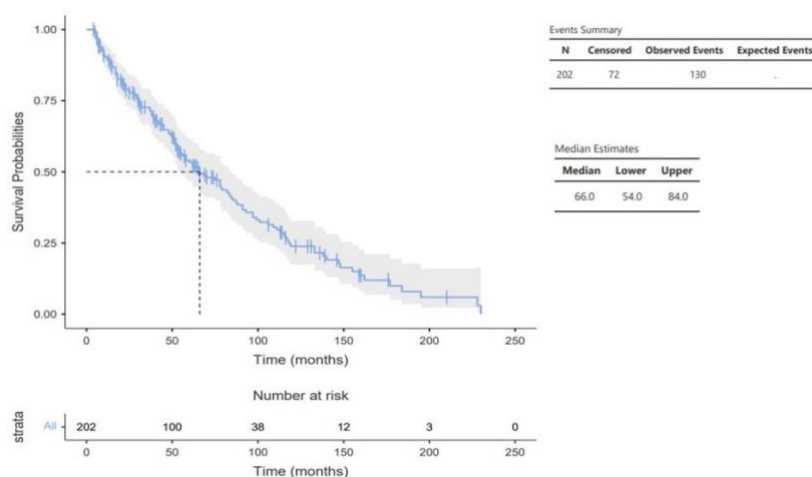 Events Summary
N Censored Observed Events Expected Events
202 72 130 .
Median Estimates
Median Lower Upper
66.0 54.0 84.0
Survival Probabilities
1.00
0.75
0.50
0.25
0.00
0 50 100 150 200 250
Time (months)
Number at risk
strata
All 202 100 38 12 3 0
0 50 100 150 200 250
Time (months)